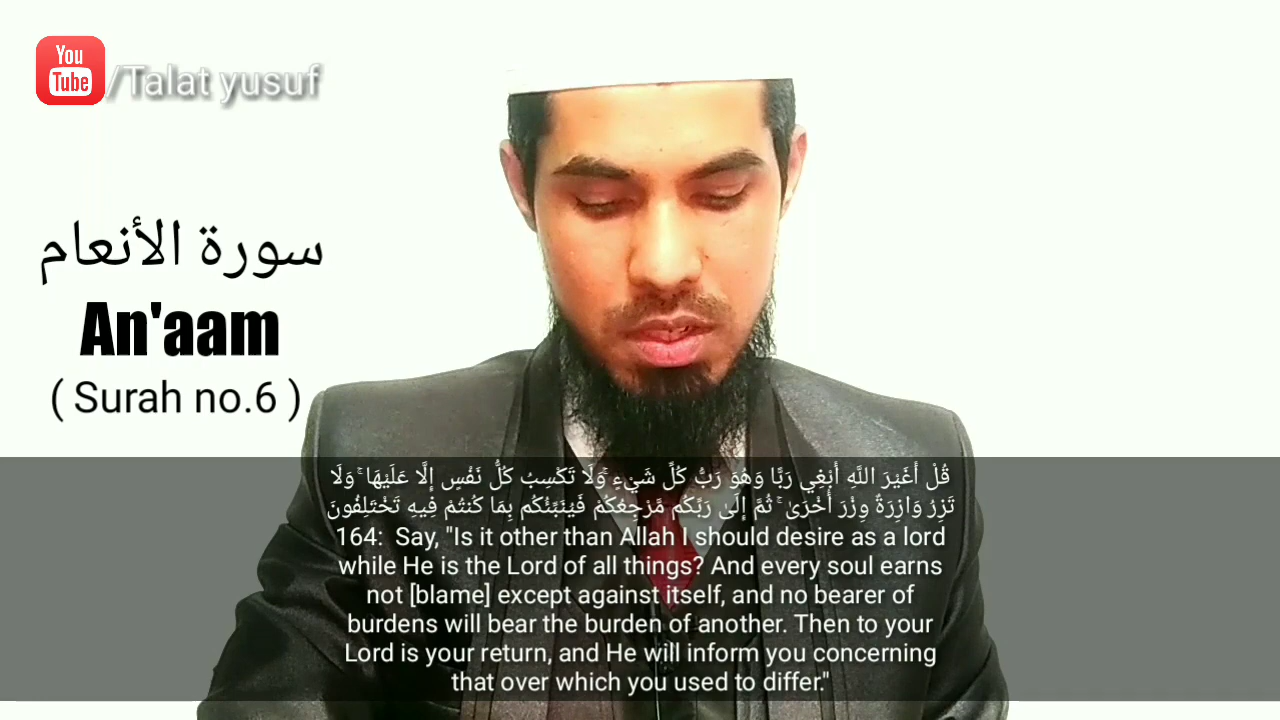 You
Tube
/Talat yusuf
سورة الأنعام
An'aam
( Surah no.6 )
قُلْ أَغَيْرَ اللَّهِ أَبْغِي رَبًّا وَهُوَ رَبُّ كُلِّ شَيْءٍ ۚ وَلَا تَكْسِبُ كُلُّ نَفْسٍ إِلَّا عَلَيْهَا ۚ وَلَا
تَزِرُ وَازِرَةٌ وِزْرَ أُخْرَىٰ ۚ ثُمَّ إِلَىٰ رَبِّكُم مَّرْجِعُكُمْ فَيُنَبِّئُكُم بِمَا كُنتُمْ فِيهِ تَخْتَلِفُونَ
164:  Say, "Is it other than Allah I should desire as a lord
while He is the Lord of all things? And every soul earns
not [blame] except against itself, and no bearer of
burdens will bear the burden of another. Then to your
Lord is your return, and He will inform you concerning
that over which you used to differ."